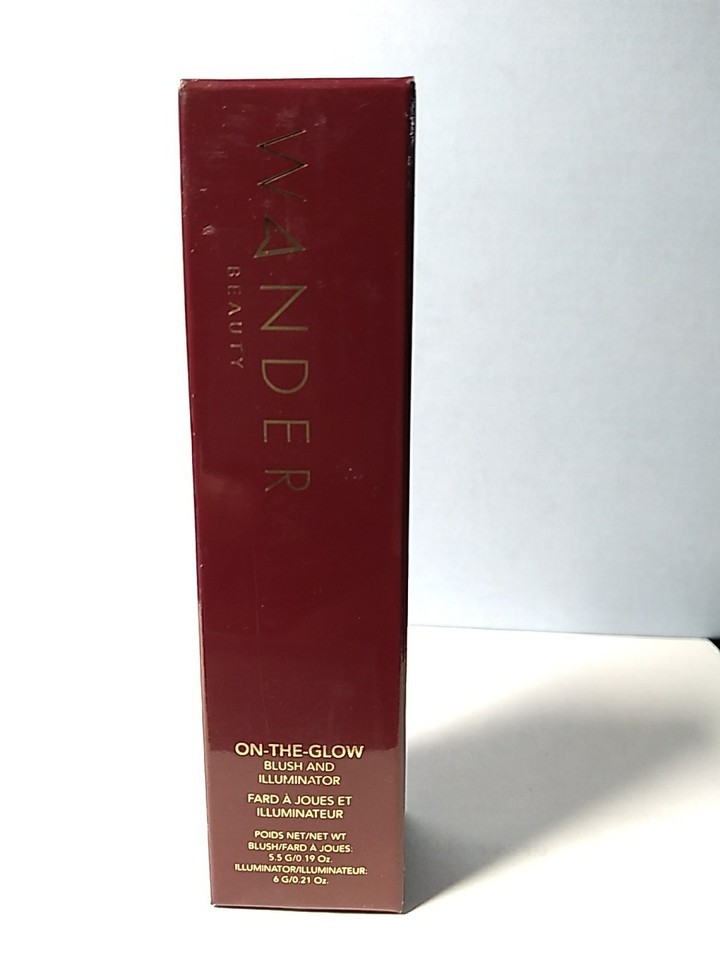 WANDER
BEAUTY
ON-THE-GLOW
BLUSH AND
ILLUMINATOR
FARD À JOUES ET
ILLUMINATEUR
POIDS NET/NET WT
BLUSH/FARD À JOUES:
5.5 G/0.19 Oz.
ILLUMINATOR/ILLUMINATEUR:
6 G/0.21 Oz.